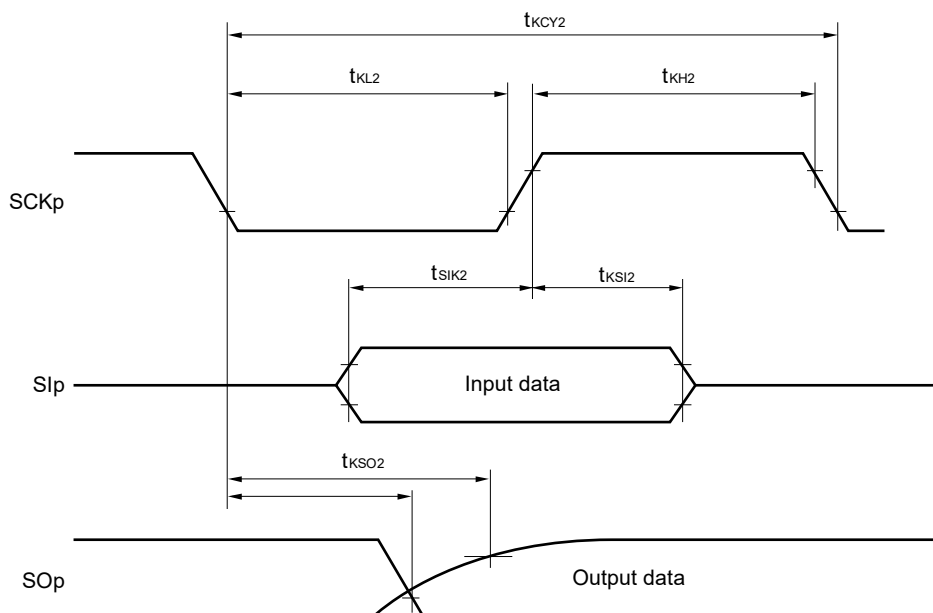 tKCY2
tKL2
tKH2
SCKp
tSIK2
tKSI2
SIp
Input data
tKSO2
SOp
Output data